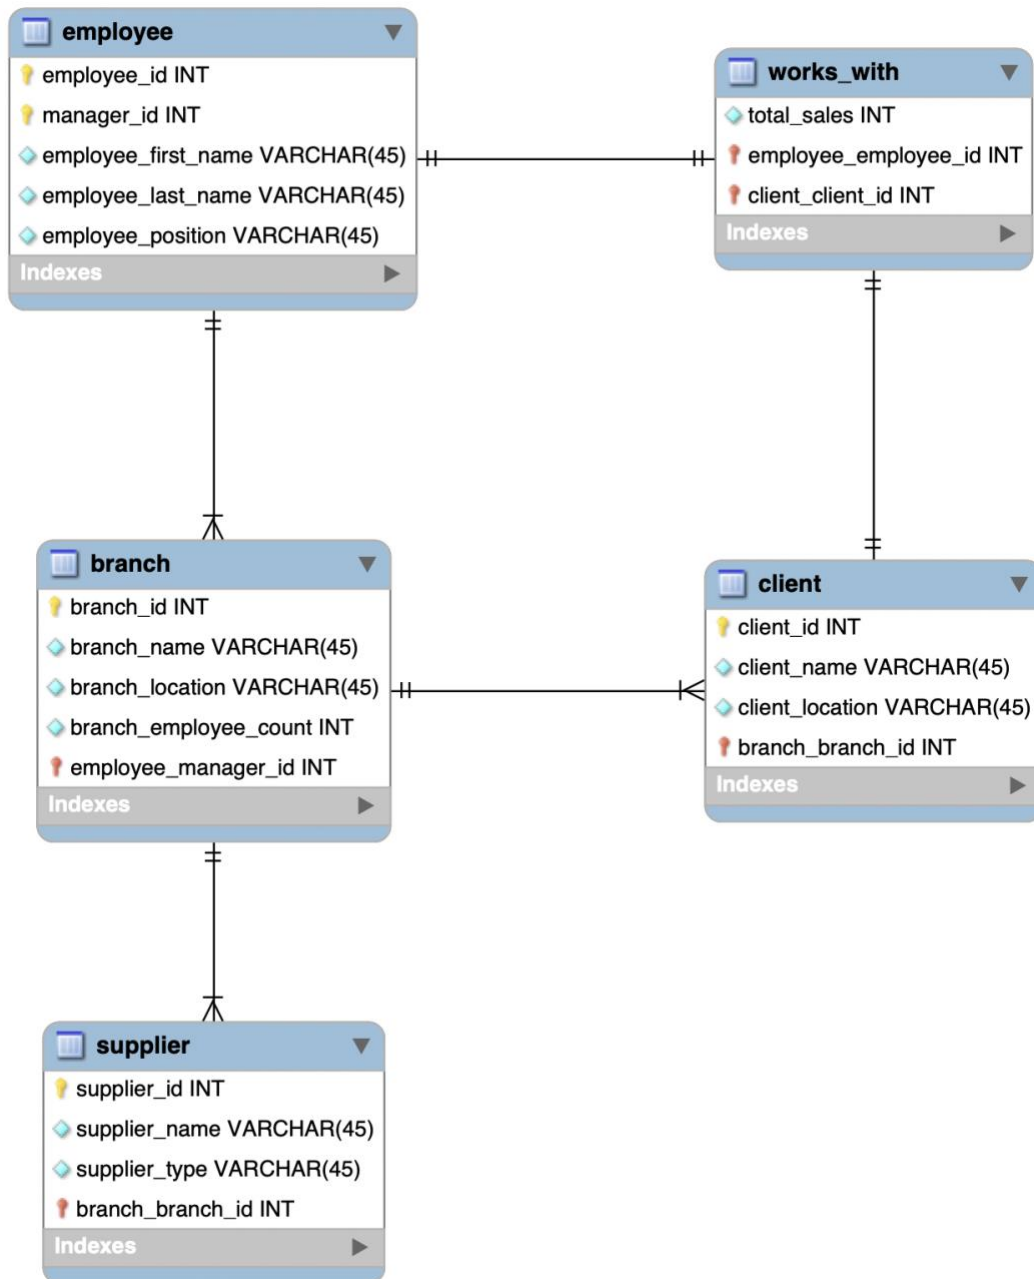 employee
employee_id INT
manager_id INT
employee_first_name VARCHAR(45)
employee_last_name VARCHAR(45)
employee_position VARCHAR(45)
Indexes
works_with
total_sales INT
employee_employee_id INT
client_client_id INT
Indexes
branch
branch_id INT
branch_name VARCHAR(45)
branch_location VARCHAR(45)
branch_employee_count INT
employee_manager_id INT
Indexes
client
client_id INT
client_name VARCHAR(45)
client_location VARCHAR(45)
branch_branch_id INT
Indexes
supplier
supplier_id INT
supplier_name VARCHAR(45)
supplier_type VARCHAR(45)
branch_branch_id INT
Indexes